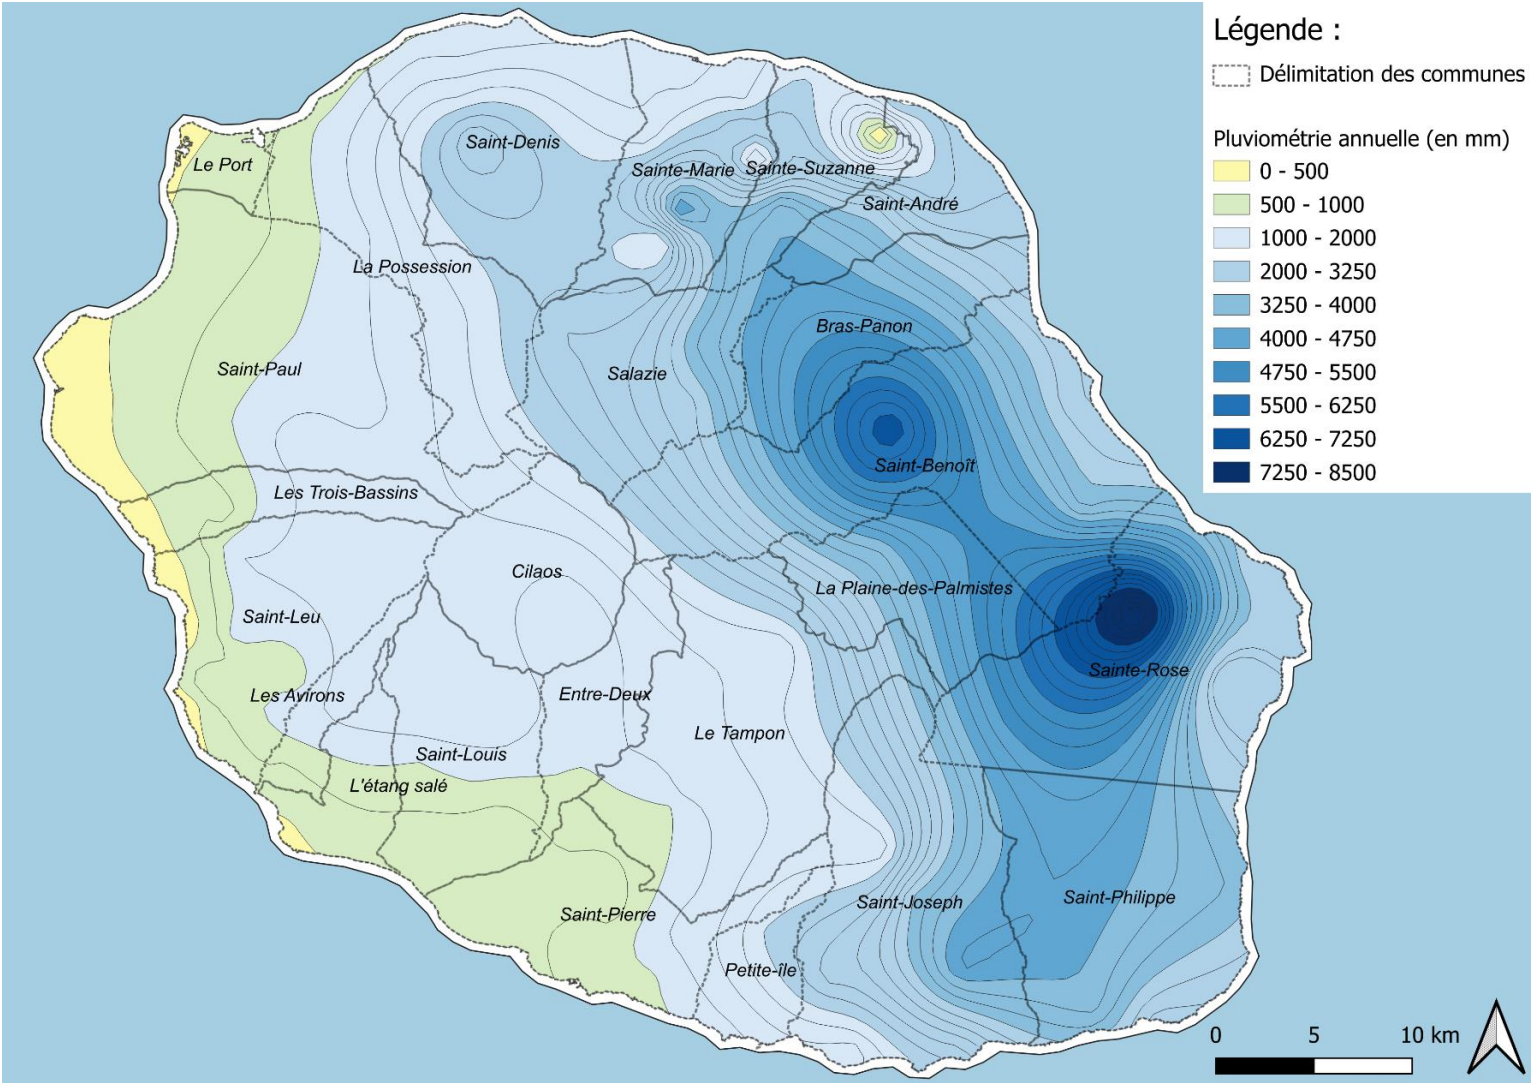 Légende :
Délimitation des communes
Pluviométrie annuelle (en mm)
0 - 500
500 - 1000
1000 - 2000
2000 - 3250
3250 - 4000
4000 - 4750
4750 - 5500
5500 - 6250
6250 - 7250
7250 - 8500
Saint-Denis
Le Port
Sainte-Marie
Sainte-Suzanne
Saint-André
La Possession
Bras-Panon
Saint-Paul
Salazie
Saint-Benoît
Les Trois-Bassins
Cilaos
La Plaine-des-Palmistes
Saint-Leu
Sainte-Rose
Les Avirons
Entre-Deux
Le Tampon
Saint-Louis
L'étang salé
Saint-Philippe
Saint-Joseph
Saint-Pierre
Petite-île
0 5 10 km